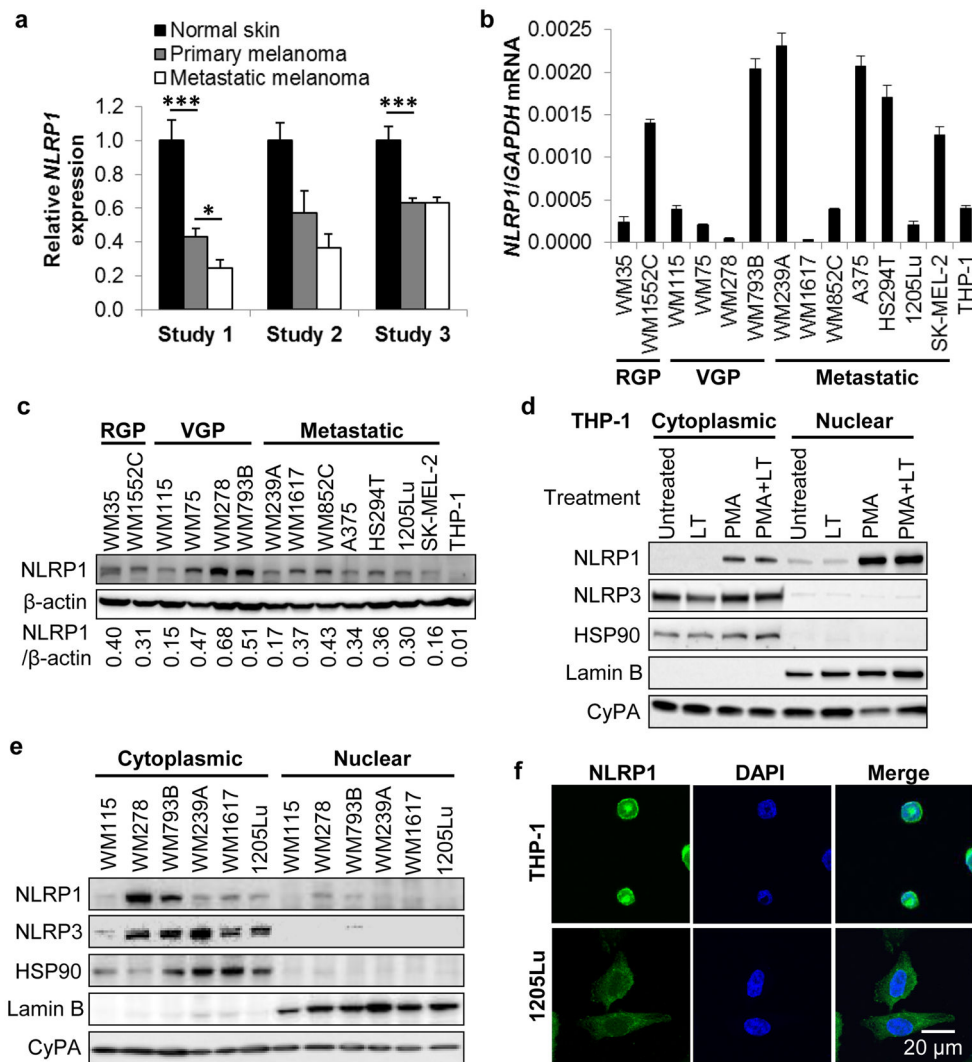 a
Normal skin
Primary melanoma
Metastatic melanoma
Relative NLRP1
expression
1.2
1.0
0.8
0.6
0.4
0.2
0.0
***
*
***
Study 1 Study 2 Study 3
b
NLRP1/GAPDH mRNA
0.0025
0.0020
0.0015
0.0010
0.0005
0.0000
WM35 WM1552C WM115 WM75 WM278 WM793B WM239A WM1617 WM852C A375 HS294T 1205Lu SK-MEL-2 THP-1
RGP VGP Metastatic
c
RGP VGP Metastatic
WM35 WM1552C WM115 WM75 WM278 WM793B WM239A WM1617 WM852C A375 HS294T 1205Lu SK-MEL-2 THP-1
NLRP1
β-actin
NLRP1
/β-actin
0.40 0.31 0.15 0.47 0.68 0.51 0.17 0.37 0.43 0.34 0.36 0.30 0.16 0.01
d
THP-1 Cytoplasmic Nuclear
Treatment Untreated LT PMA PMA+LT Untreated LT PMA PMA+LT
NLRP1
NLRP3
HSP90
Lamin B
CyPA
e
Cytoplasmic Nuclear
WM115 WM278 WM793B WM239A WM1617 1205Lu WM115 WM278 WM793B WM239A WM1617 1205Lu
NLRP1
NLRP3
HSP90
Lamin B
CyPA
f
NLRP1 DAPI Merge
THP-1
1205Lu
20 µm